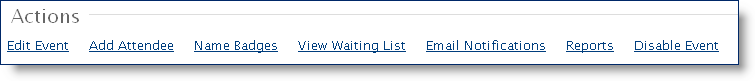 Actions
Edit Event Add Attendee Name Badges View Waiting List Email Notifications Reports Disable Event